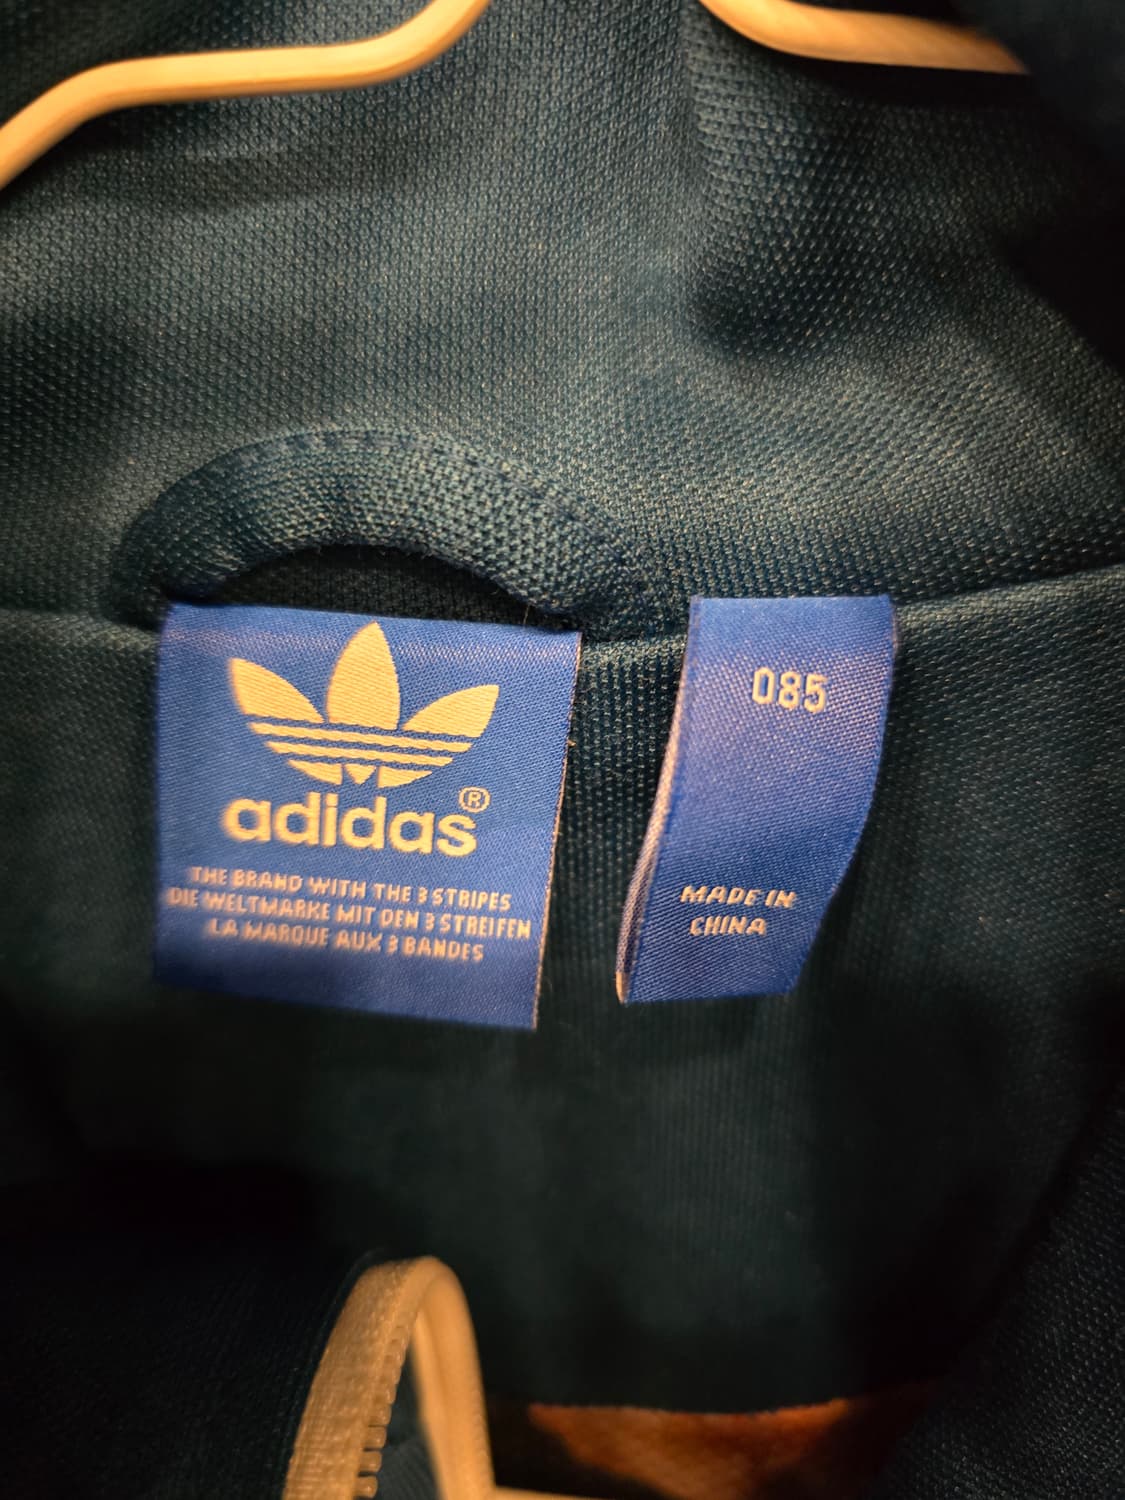 adidas®
THE BRAND WITH THE 3 STRIPES
DIE WELTMARKE MIT DEN 3 STREIFEN
LA MARQUE AUX 3 BANDES
085
MADE IN
CHINA